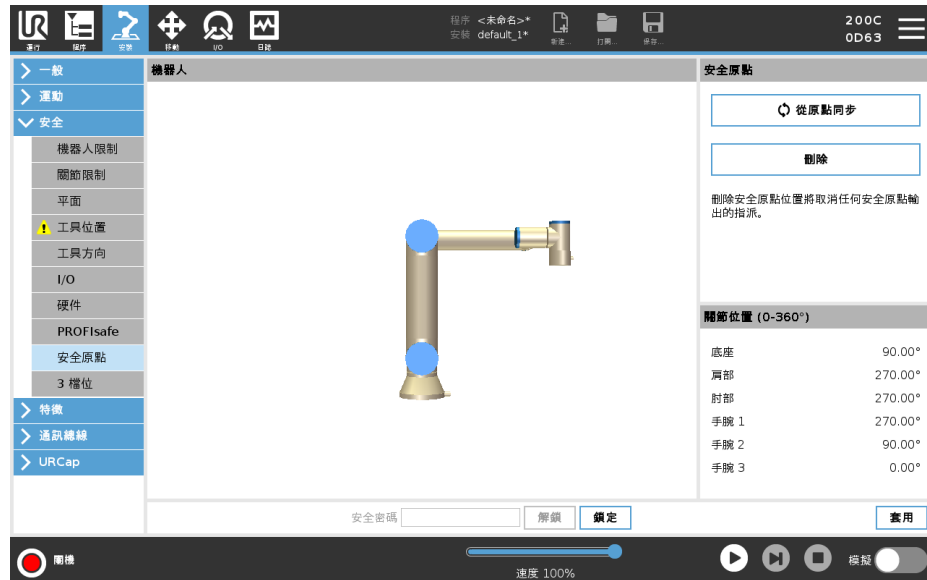 程序 <未命名>*
安裝 default_1*
運行
程序
安裝
移動
I/O
日誌
新建...
打開...
保存...
200C
0D63
一般
運動
安全
機器人限制
關節限制
平面
工具位置
工具方向
I/O
硬件
PROFIsafe
安全原點
3 檔位
特徵
通訊總線
URCap
機器人
安全原點
從原點同步
刪除
刪除安全原點位置將取消任何安全原點輸
出的指派。
關節位置 (0-360°)
底座 90.00°
肩部 270.00°
肘部 270.00°
手腕 1 270.00°
手腕 2 90.00°
手腕 3 0.00°
安全密碼
解鎖
鎖定
套用
關機
速度 100%
模擬